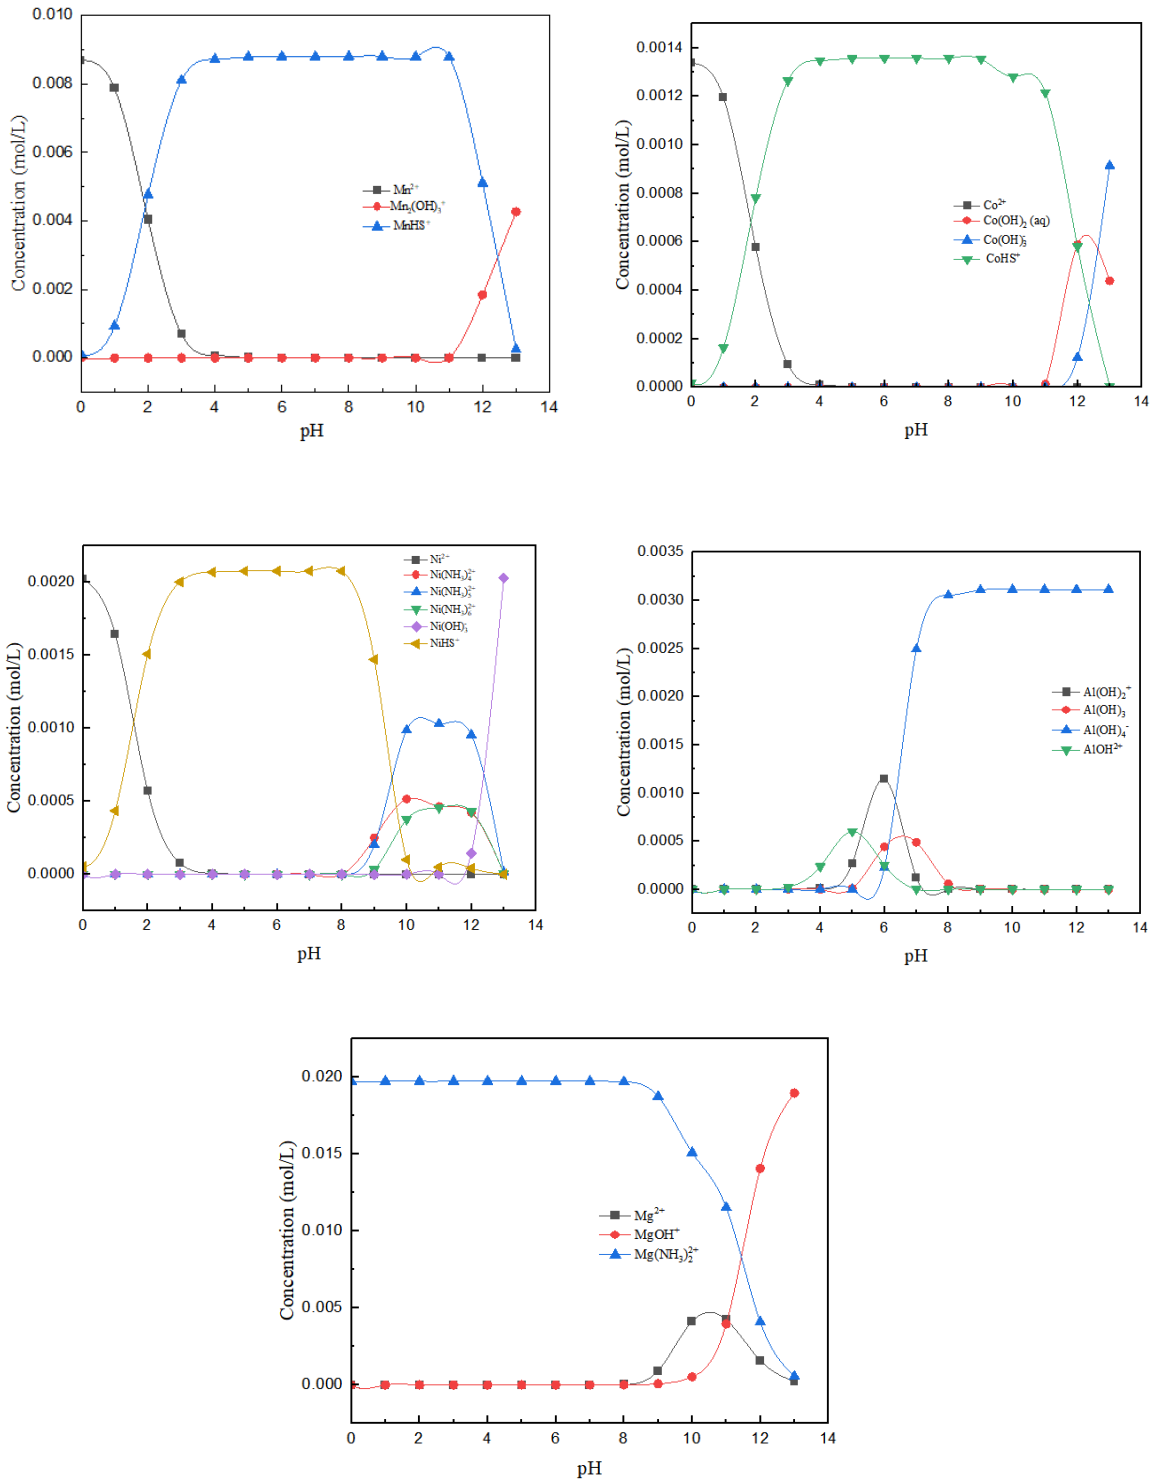 0.010
0.008
0.006
0.004
0.002
0.000
Concentration (mol/L)
Mn²⁺
Mn₂(OH)₃⁺
MnHS⁺
0 2 4 6 8 10 12 14
pH
0.0014
0.0012
0.0010
0.0008
0.0006
0.0004
0.0002
0.0000
Concentration (mol/L)
Co²⁺
Co(OH)₂ (aq)
Co(OH)₃⁻
CoHS⁺
0 2 4 6 8 10 12 14
pH
0.0020
0.0015
0.0010
0.0005
0.0000
Concentration (mol/L)
Ni²⁺
Ni(NH₃)₄²⁺
Ni(NH₃)₅²⁺
Ni(NH₃)₆²⁺
Ni(OH)₃⁻
NiHS⁺
0 2 4 6 8 10 12 14
pH
0.0035
0.0030
0.0025
0.0020
0.0015
0.0010
0.0005
0.0000
Concentration (mol/L)
Al(OH)₂⁺
Al(OH)₃
Al(OH)₄⁻
AlOH²⁺
0 2 4 6 8 10 12 14
pH
0.020
0.015
0.010
0.005
0.000
Concentration (mol/L)
Mg²⁺
MgOH⁺
Mg(NH₃)₂²⁺
0 2 4 6 8 10 12 14
pH